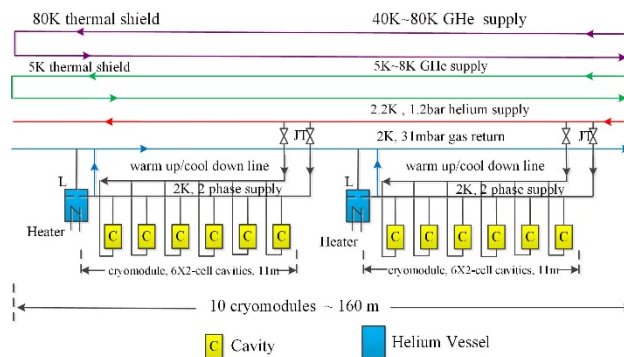 80K thermal shield 40K~80K GHe supply
5K thermal shield 5K~8K GHe supply
2.2K , 1.2bar helium supply
2K, 31mbar gas return JT JT
warm up/cool down line warm up/cool down line
L 2K, 2 phase supply L 2K, 2 phase supply
Heater C C C C C C Heater C C C C C C
cryomodule, 6X2-cell cavities, 11m cryomodule, 6X2-cell cavities, 11m
10 cryomodules ~ 160 m
C Cavity Helium Vessel